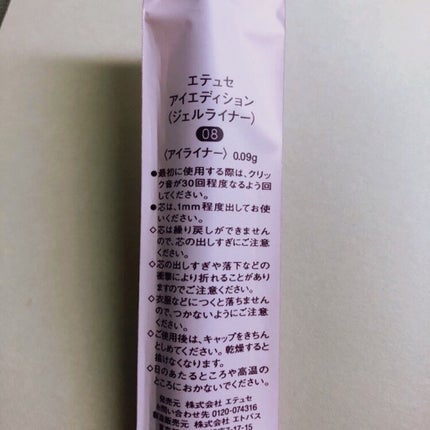 エテュセ
アイエディション
(ジェルライナー)
08
〈アイライナー〉 0.09g
●最初に使用する際は、クリッ
ク音が30回程度なるよう回
してください。
●芯は、1mm程度出してお使
いください。
◇芯は繰り戻しができません
ので、芯の出しすぎにご注意
ください。
◇芯の出しすぎや落下などの
衝撃により折れることがあり
ますのでご注意ください。
◇衣服などにつくと落ちません
ので、つかないようにご注意
ください。
◇ご使用後は、キャップをきちん
としめてください。乾燥すると
描けなくなります。
◇日のあたるところや高温の
ところにおかないでください。
発売元 株式会社 エテュセ
お問い合わせ先 0120-074316
製造販売元 株式会社 エトバス
7-17-15